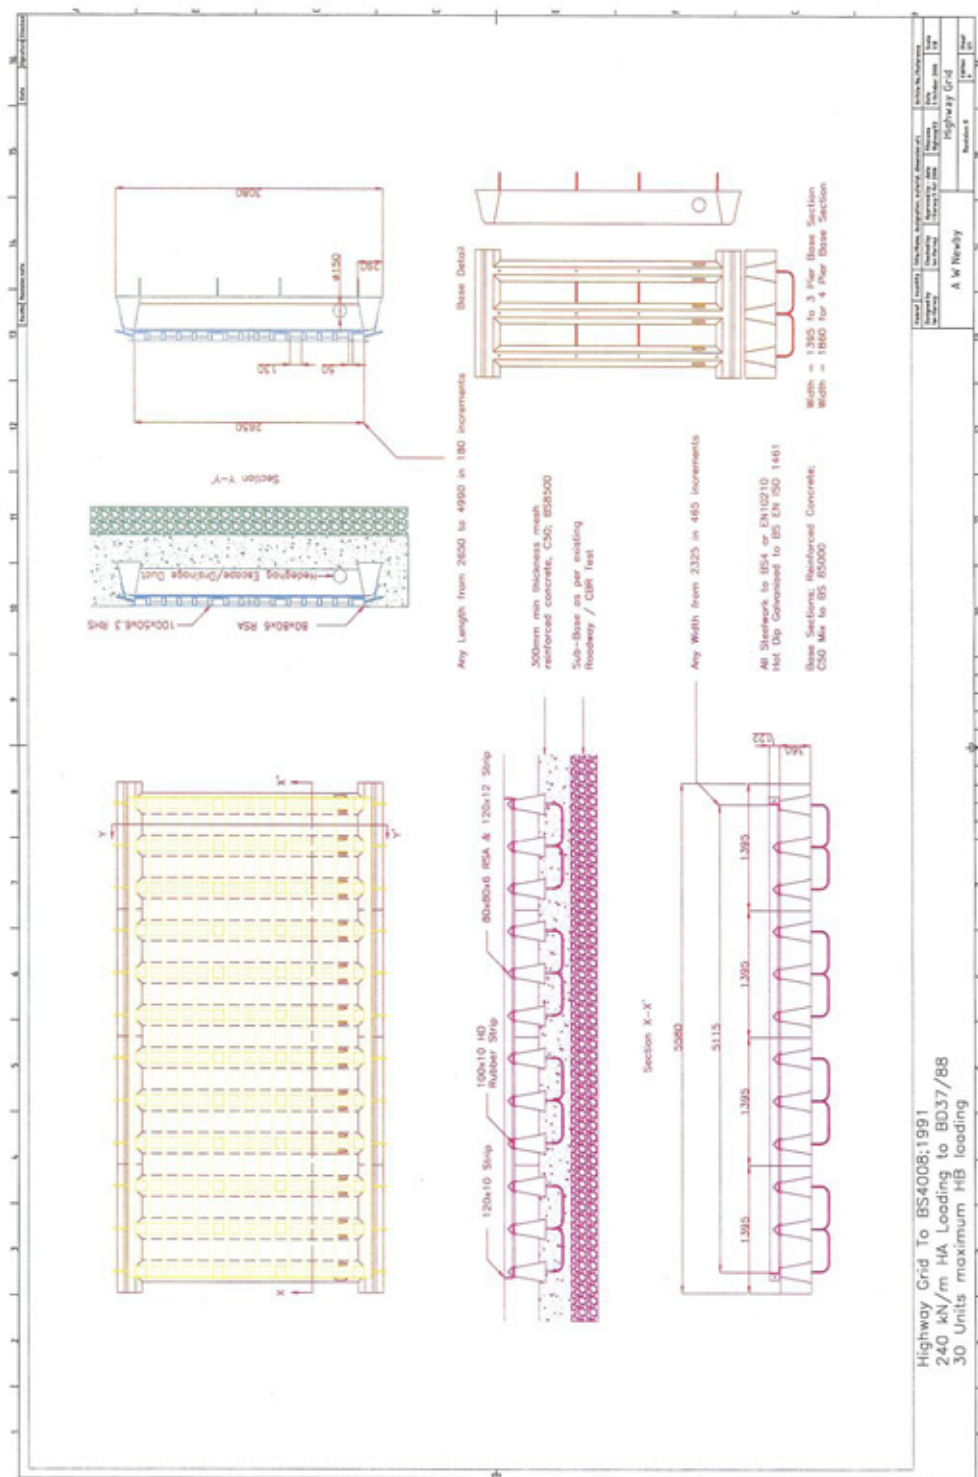 Section Y-Y'
3080
280
ø150
130
50
2650
Any Length from 2650 to 4990 in 180 increments
Base Detail
Width = 1395 fo 3 Pier Base Section
Width = 1860 for 4 Pier Base Section
Hedgehog Escape/Drainage Duct
100x50x6.3 RHS
80x80x6 RSA
300mm min thickness mesh
reinforced concrete, C50; BS8500
Sub-Base as per existing
Roadway / CBR Test
Any Width from 2325 in 465 increments
All Steelwork to BS4 or EN10210
Hot Dip Galvanised to BS EN ISO 1461
Base Sections; Reinforced Concrete;
C50 Mix to BS 85000
Y
Y'
X
X'
120x10 Strip
100x10 HD
Rubber Strip
80x80x6 RSA & 120x12 Strip
Section X-X'
5580
5115
1395
1395
1395
1395
122
360
Highway Grid To BS4008:1991
240 kN/m HA Loading to BD37/88
30 Units maximum HB loading
A W Newby
Highway Grid